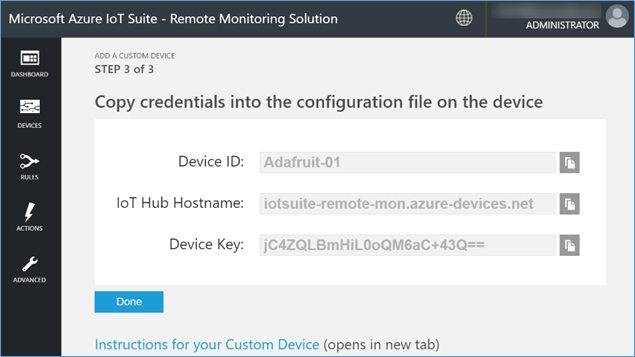 Microsoft Azure IoT Suite - Remote Monitoring Solution
ADMINISTRATOR
DASHBOARD
DEVICES
RULES
ACTIONS
ADVANCED
ADD A CUSTOM DEVICE
STEP 3 of 3
Copy credentials into the configuration file on the device
Device ID: Adafruit-01
IoT Hub Hostname: iotsuite-remote-mon.azure-devices.net
Device Key: jC4ZQLBmHiL0oQM6aC+43Q==
Done
Instructions for your Custom Device (opens in new tab)